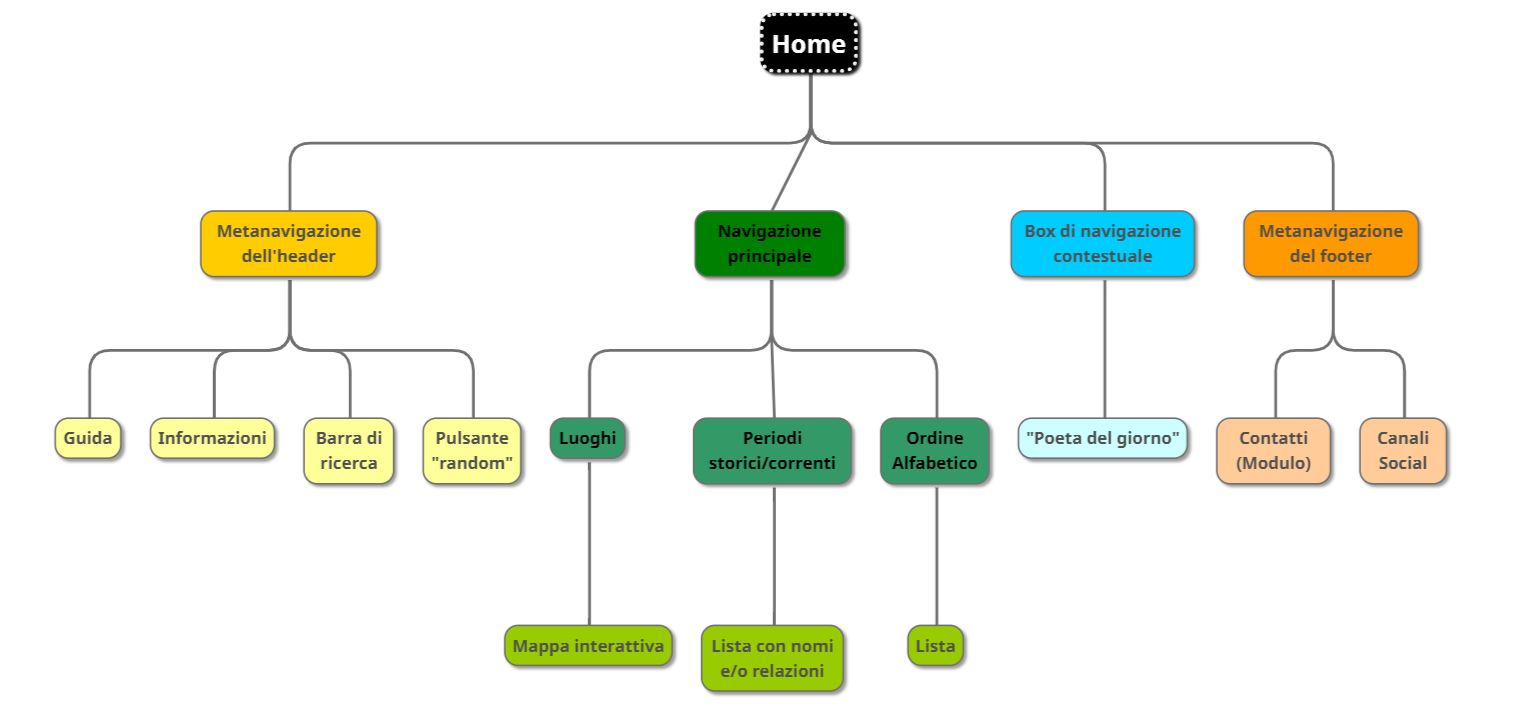 Home
Metanavigazione
dell'header
Navigazione
principale
Box di navigazione
contestuale
Metanavigazione
del footer
Guida
Informazioni
Barra di
ricerca
Pulsante
"random"
Luoghi
Periodi
storici/correnti
Ordine
Alfabetico
"Poeta del giorno"
Contatti
(Modulo)
Canali
Social
Mappa interattiva
Lista con nomi
e/o relazioni
Lista